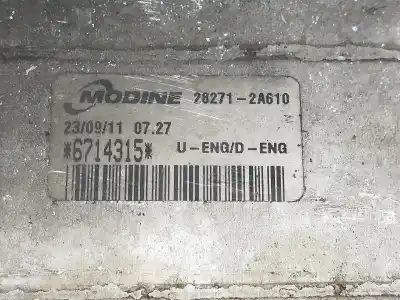 MODINE 28271-2A610
23/09/11 07.27
*6714315* U-ENG/D-ENG